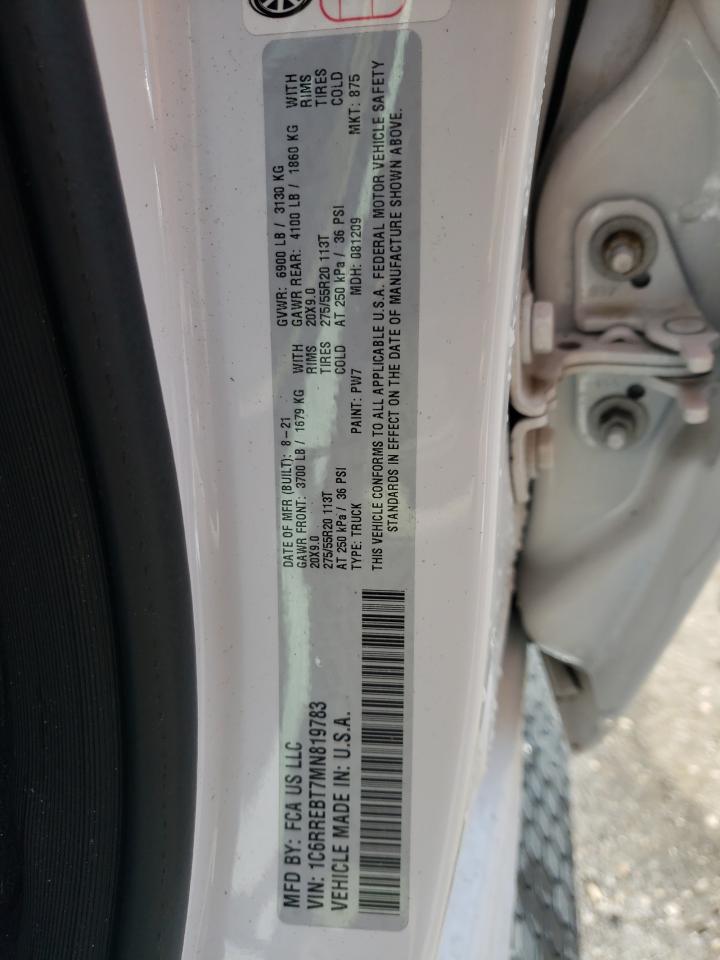 MFD BY: FCA US LLC
DATE OF MFR (BUILT): 8-21
GVWR: 6900 LB / 3130 KG
VIN: 1C6RREBT7MN819783
GAWR FRONT: 3700 LB / 1679 KG WITH
GAWR REAR: 4100 LB / 1860 KG WITH
20X9.0 RIMS
20X9.0 RIMS
VEHICLE MADE IN: U.S.A.
275/55R20 113T TIRES
275/55R20 113T TIRES
AT 250 kPa / 36 PSI COLD
AT 250 kPa / 36 PSI COLD
TYPE: TRUCK PAINT: PW7 MDH: 081209 MKT: 875
THIS VEHICLE CONFORMS TO ALL APPLICABLE U.S.A. FEDERAL MOTOR VEHICLE SAFETY
STANDARDS IN EFFECT ON THE DATE OF MANUFACTURE SHOWN ABOVE.